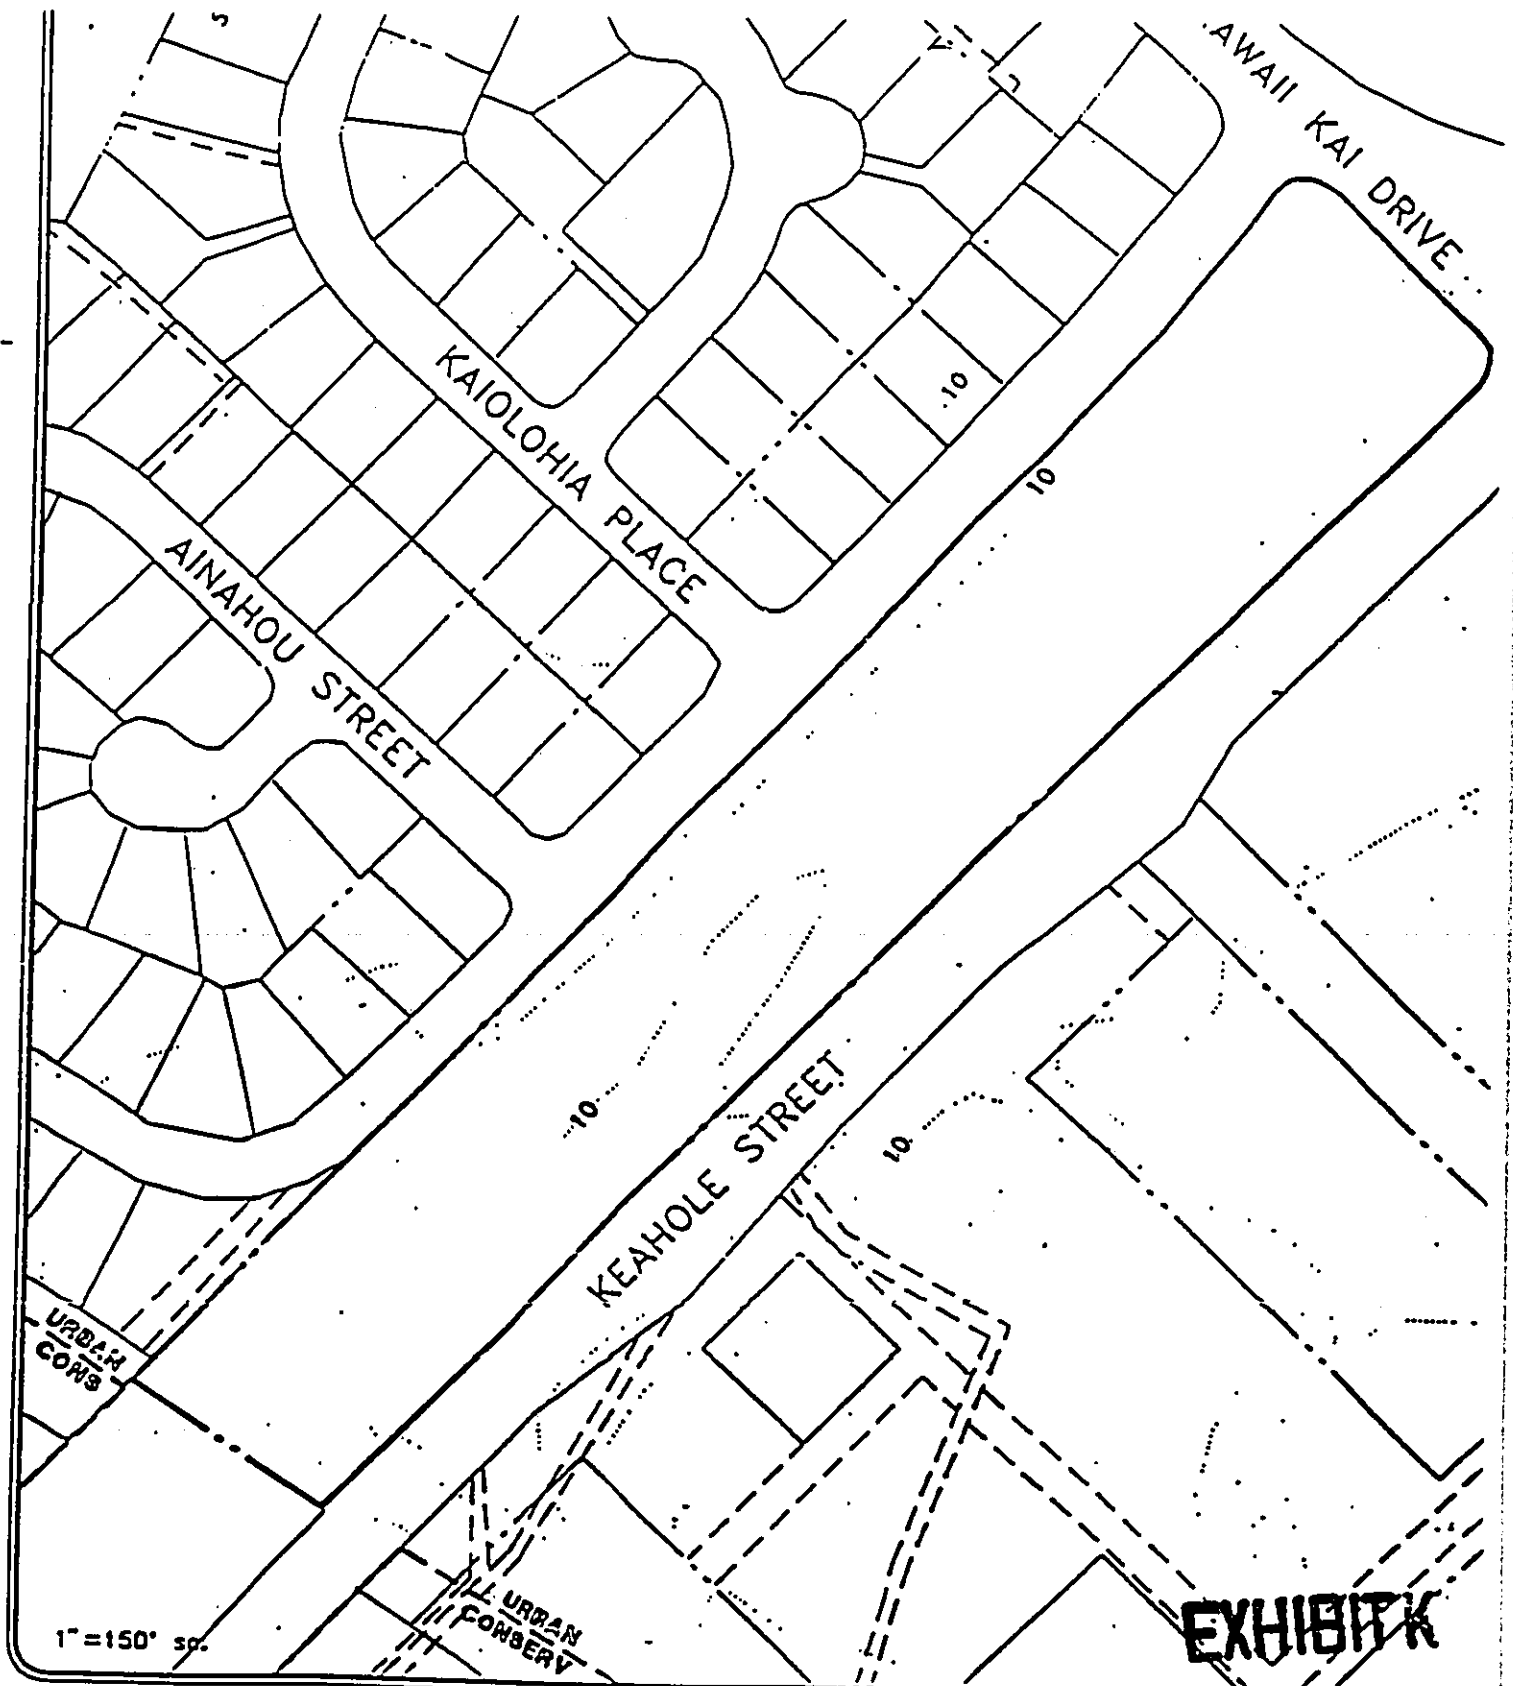 AWAII KAI DRIVE
KAIOLOHIA PLACE
10
10
AINAHOU STREET
10
KEAHOLE STREET
10
URBAN
CONS
URBAN
CONSERV
1"=150' sc.
EXHIBIT K